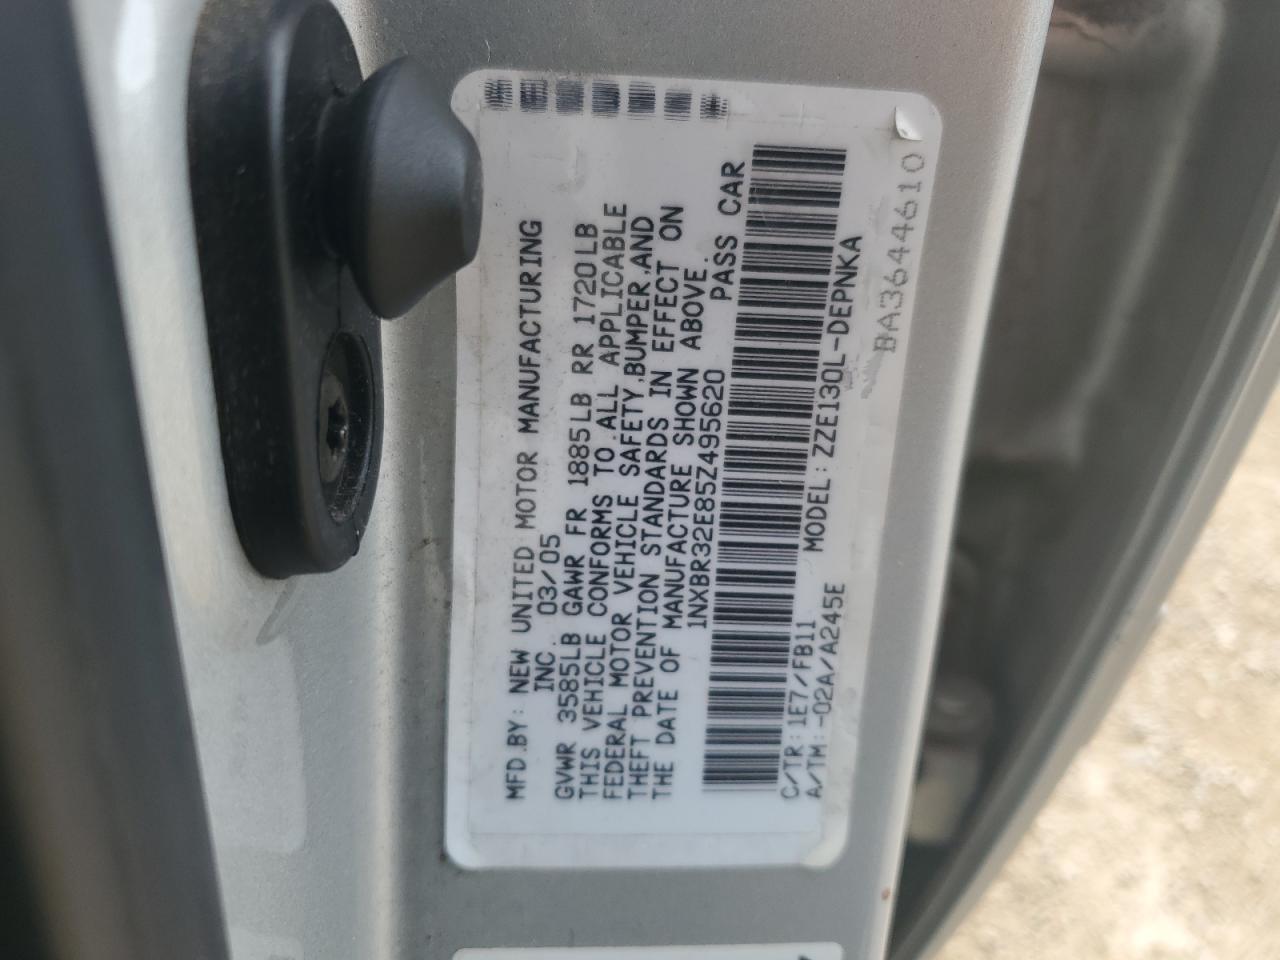 MFD.BY: NEW UNITED MOTOR MANUFACTURING
INC. 03/05
GVWR 3585LB GAWR FR 1885LB RR 1720LB
THIS VEHICLE CONFORMS TO ALL APPLICABLE
FEDERAL MOTOR VEHICLE SAFETY,BUMPER,AND
THEFT PREVENTION STANDARDS IN EFFECT ON
THE DATE OF MANUFACTURE SHOWN ABOVE.
1NXBR32E85Z495620 PASS CAR
C/TR:1E7/FB11 MODEL:ZZE130L-DEPNKA
A/TM:-02A/A245E
BA3644610